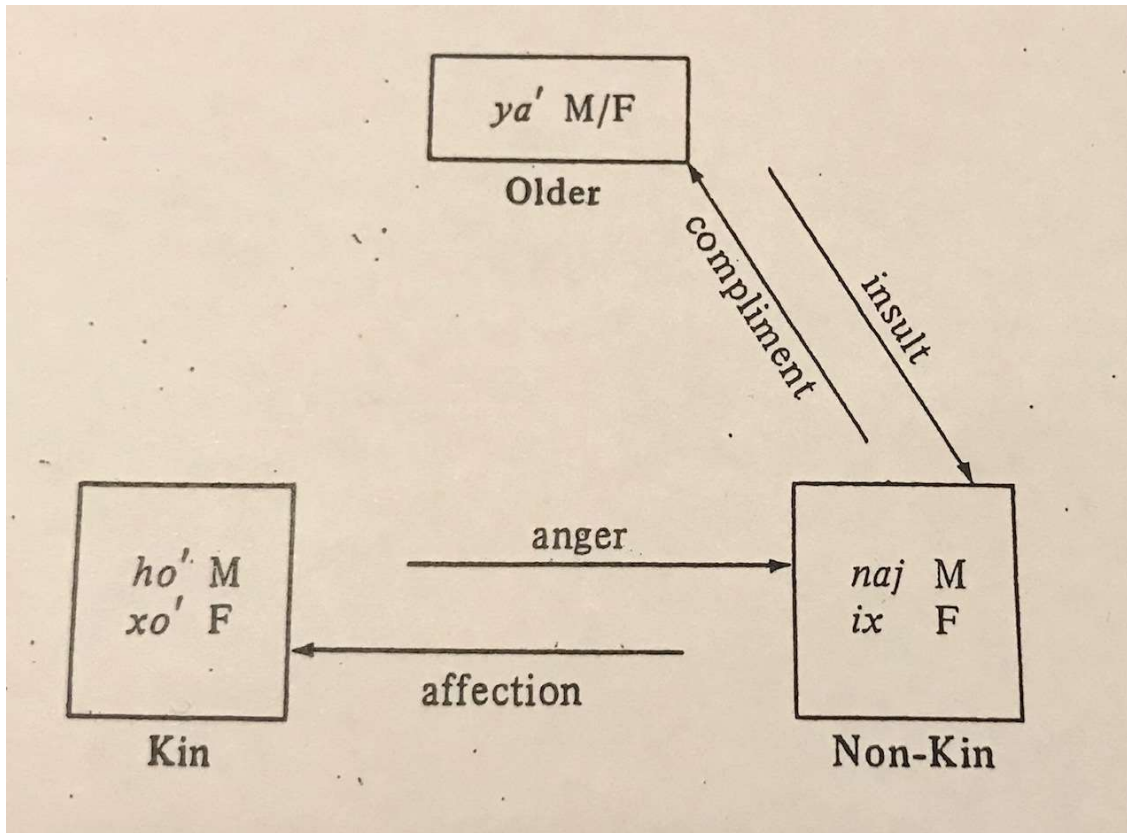 ya' M/F
Older
compliment
insult
anger
ho' M
xo' F
naj M
ix F
affection
Kin
Non-Kin